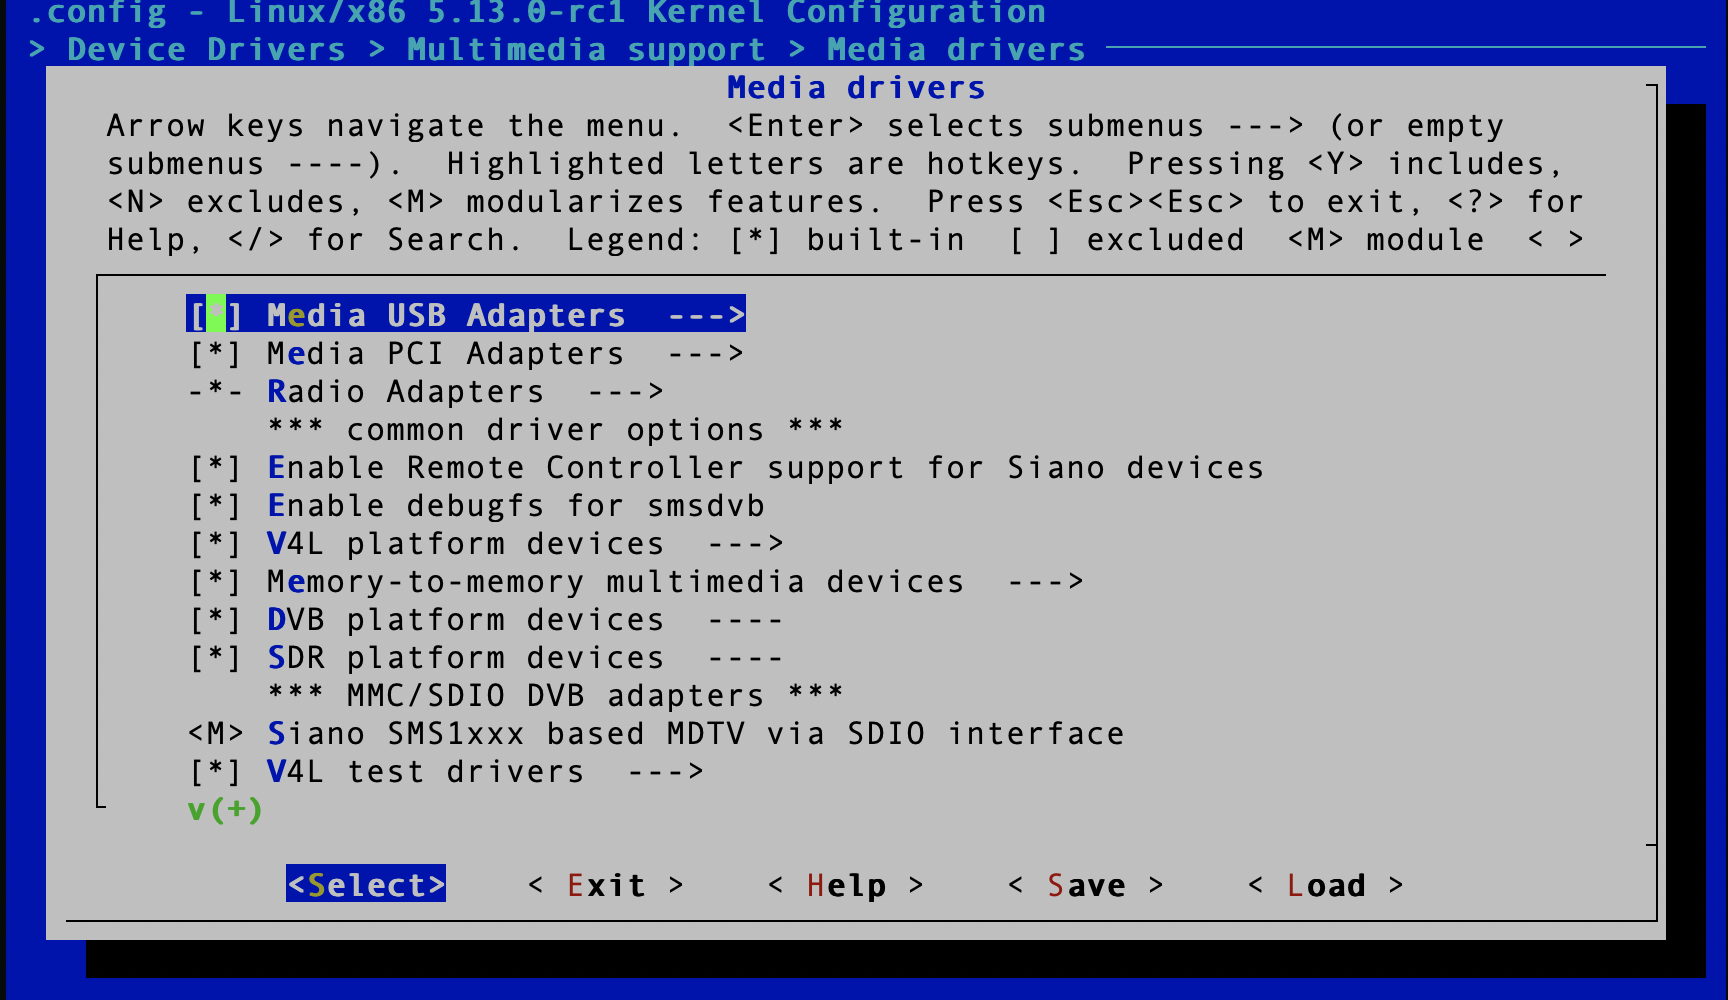 .config - Linux/x86 5.13.0-rc1 Kernel Configuration
> Device Drivers > Multimedia support > Media drivers
Media drivers
Arrow keys navigate the menu.  <Enter> selects submenus ---> (or empty
submenus ----).  Highlighted letters are hotkeys.  Pressing <Y> includes,
<N> excludes, <M> modularizes features.  Press <Esc><Esc> to exit, <?> for
Help, </> for Search.  Legend: [*] built-in  [ ] excluded  <M> module  < >
[*] Media USB Adapters  --->
[*] Media PCI Adapters  --->
-*- Radio Adapters  --->
*** common driver options ***
[*] Enable Remote Controller support for Siano devices
[*] Enable debugfs for smsdvb
[*] V4L platform devices  --->
[*] Memory-to-memory multimedia devices  --->
[*] DVB platform devices  ----
[*] SDR platform devices  ----
*** MMC/SDIO DVB adapters ***
<M> Siano SMS1xxx based MDTV via SDIO interface
[*] V4L test drivers  --->
v(+)
<Select>    < Exit >    < Help >    < Save >    < Load >